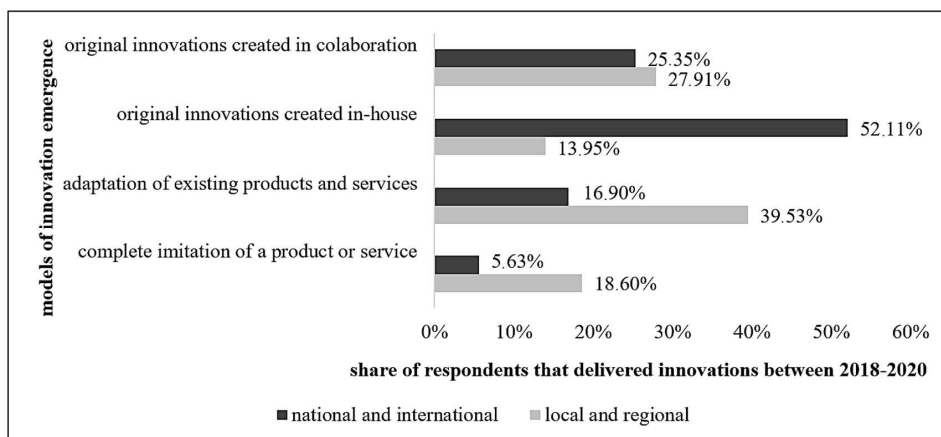 models of innovation emergence
original innovations created in colaboration
25.35%
27.91%
original innovations created in-house
52.11%
13.95%
adaptation of existing products and services
16.90%
39.53%
complete imitation of a product or service
5.63%
18.60%
0% 10% 20% 30% 40% 50% 60%
share of respondents that delivered innovations between 2018-2020
national and international local and regional